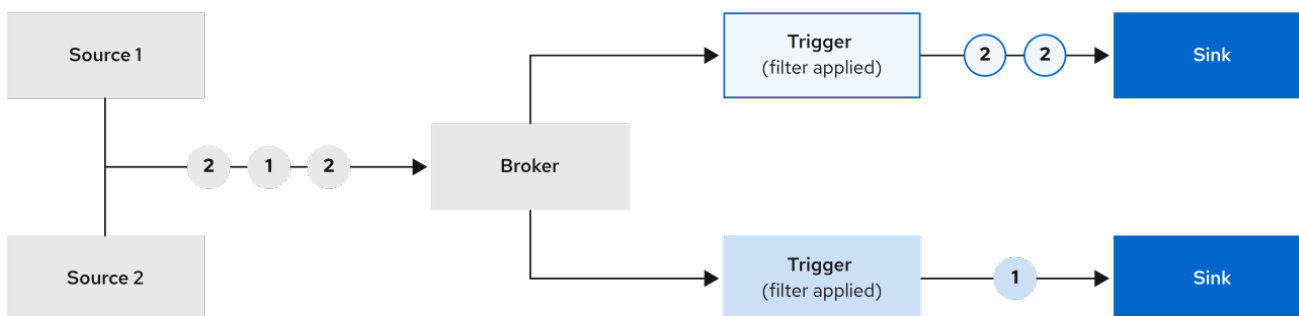 Source 1
Trigger
(filter applied)
2 2
Sink
2 1 2
Broker
Source 2
Trigger
(filter applied)
1
Sink